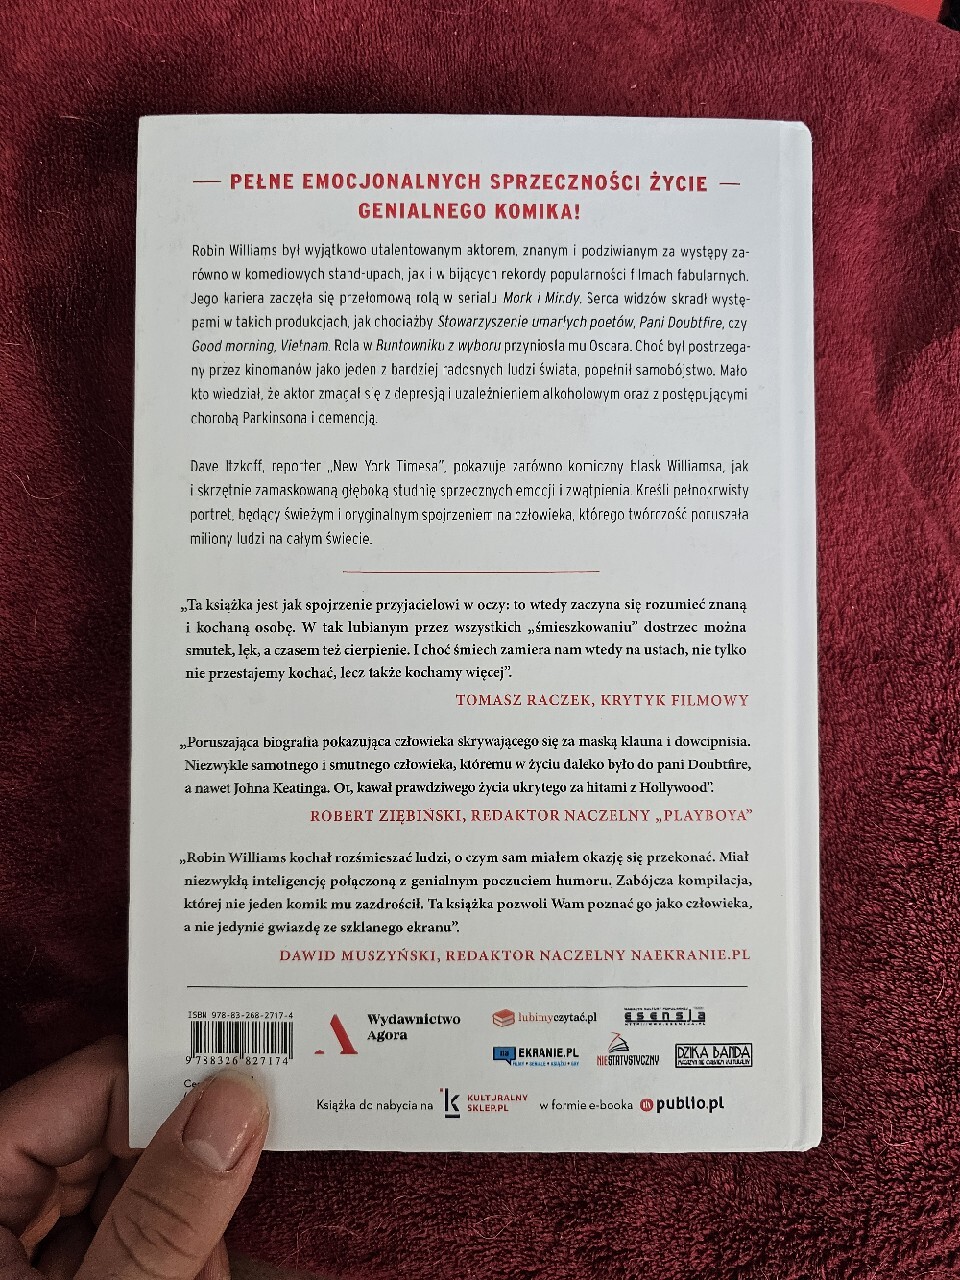 PEŁNE EMOCJONALNYCH SPRZECZNOŚCI ŻYCIE
GENIALNEGO KOMIKA!
Robin Williams był wyjątkowo utalentowanym aktorem, znanym i podziwianym za występy za-
równo w komediowych stand-upach, jak i w bijących rekordy popularności filmach fabularnych.
Jego kariera zaczęła się przełomową rolą w serialu Mork i Mindy. Serca widzów skradł wystę-
pami w takich produkcjach, jak chociażby Stowarzyszenie umarłych poetów, Pani Doubtfire, czy
Good morning, Vietnam. Rola w Buntowniku z wyboru przyniosła mu Oscara. Choć był postrzega-
ny przez kinomanów jako jeden z bardziej radosnych ludzi świata, popełnił samobójstwo. Mało
kto wiedział, że aktor zmagał się z depresją i uzależnieniem alkoholowym oraz z postępującymi
chorobą Parkinsona i demencją.
Dave Itzkoff, reporter „New York Timesa”, pokazuje zarówno komiczny blask Williamsa, jak
i skrzętnie zamaskowaną głęboką studnię sprzecznych emocji i zwątpienia. Kreśli pełnokrwisty
portret, będący świeżym i oryginalnym spojrzeniem na człowieka, którego twórczość poruszała
miliony ludzi na całym świecie.
„Ta książka jest jak spojrzenie przyjacielowi w oczy: to wtedy zaczyna się rozumieć znaną
i kochaną osobę. W tak lubianym przez wszystkich „śmieszkowaniu” dostrzec można
smutek, lęk, a czasem też cierpienie. I choć śmiech zamiera nam wtedy na ustach, nie tylko
nie przestajemy kochać, lecz także kochamy więcej”.
TOMASZ RACZEK, KRYTYK FILMOWY
„Poruszająca biografia pokazująca człowieka skrywającego się za maską klauna i dowcipnisia.
Niezwykle samotnego i smutnego człowieka, któremu w życiu daleko było do pani Doubtfire,
a nawet Johna Keatinga. Ot, kawał prawdziwego życia ukrytego za hitami z Hollywood”.
ROBERT ZIĘBIŃSKI, REDAKTOR NACZELNY „PLAYBOYA”
„Robin Williams kochał rozśmieszać ludzi, o czym sam miałem okazję się przekonać. Miał
niezwykłą inteligencję połączoną z genialnym poczuciem humoru. Zabójcza kompilacja,
której nie jeden komik mu zazdrościł. Ta książka pozwoli Wam poznać go jako człowieka,
a nie jedynie gwiazdę ze szklanego ekranu”.
DAWID MUSZYŃSKI, REDAKTOR NACZELNY NAEKRANIE.PL
ISBN 978-83-268-2717-4
9 788326 827174
Wydawnictwo
Agora
lubimyczytać.pl
esensja
na EKRANIE.PL
NIESTATYSTYCZNY
DZIKA BANDA
Książka do nabycia na
KULTURALNY
SKLEP.PL
w formie e-booka
publio.pl